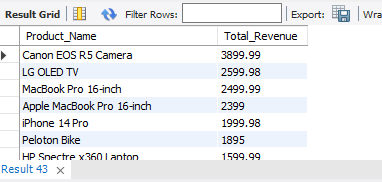 Result Grid Filter Rows: Export: Wra
Product_Name Total_Revenue
Canon EOS R5 Camera 3899.99
LG OLED TV 2599.98
MacBook Pro 16-inch 2499.99
Apple MacBook Pro 16-inch 2399
iPhone 14 Pro 1999.98
Peloton Bike 1895
HP Spectre x360 Laptop 1599.99
Result 43